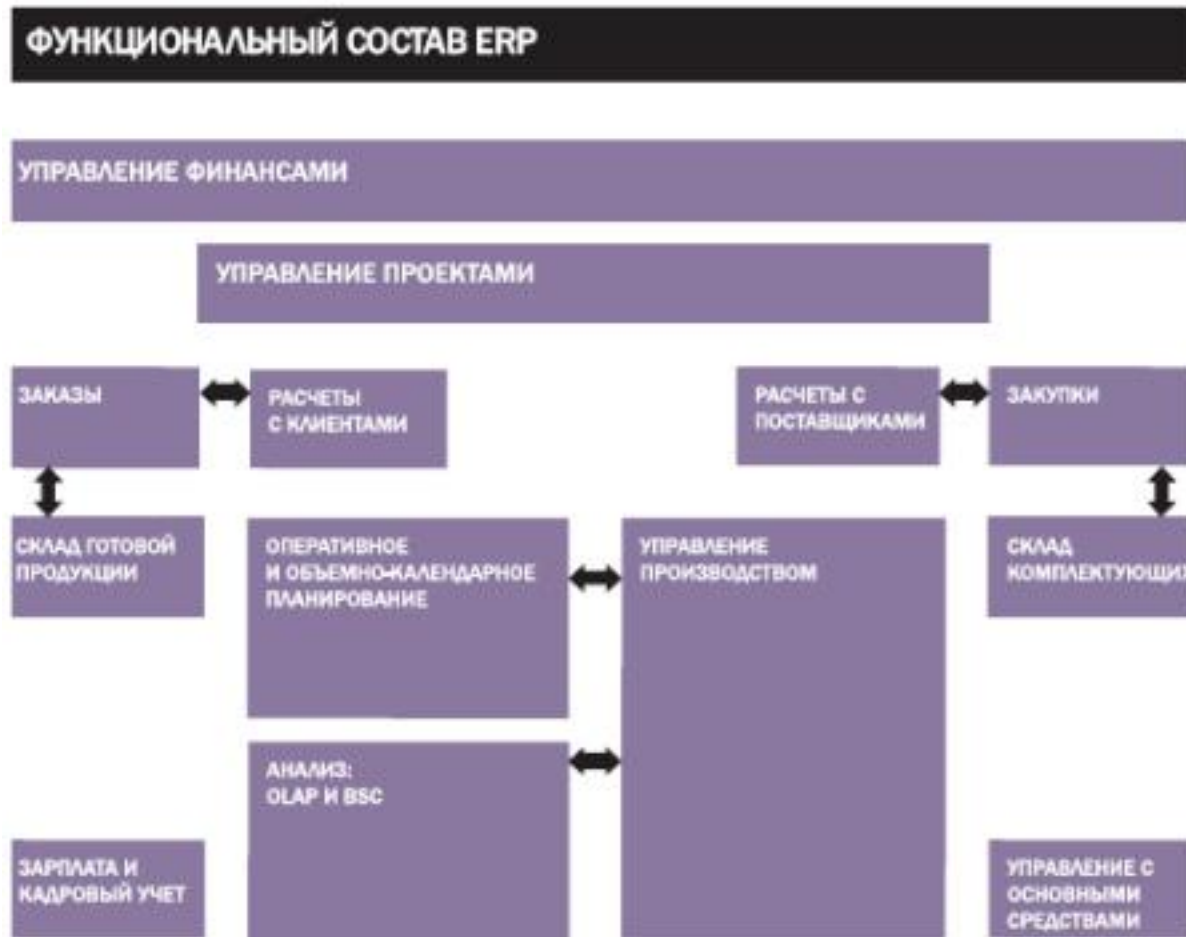 ФУНКЦИОНАЛЬНЫЙ СОСТАВ ERP
УПРАВЛЕНИЕ ФИНАНСАМИ
УПРАВЛЕНИЕ ПРОЕКТАМИ
ЗАКАЗЫ
РАСЧЕТЫ
С КЛИЕНТАМИ
РАСЧЕТЫ С
ПОСТАВЩИКАМИ
ЗАКУПКИ
СКЛАД ГОТОВОЙ
ПРОДУКЦИИ
ОПЕРАТИВНОЕ
И ОБЪЕМНО-КАЛЕНДАРНОЕ
ПЛАНИРОВАНИЕ
УПРАВЛЕНИЕ
ПРОИЗВОДСТВОМ
СКЛАД
КОМПЛЕКТУЮЩИХ
АНАЛИЗ:
OLAP И BSC
ЗАРПЛАТА И
КАДРОВЫЙ УЧЕТ
УПРАВЛЕНИЕ С
ОСНОВНЫМИ
СРЕДСТВАМИ